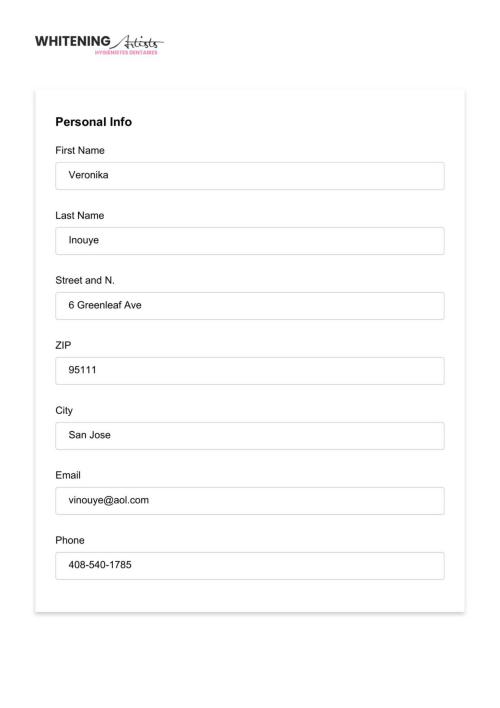 WHITENING Artists
HYGIÉNISTES DENTAIRES
Personal Info
First Name
Veronika
Last Name
Inouye
Street and N.
6 Greenleaf Ave
ZIP
95111
City
San Jose
Email
vinouye@aol.com
Phone
408-540-1785